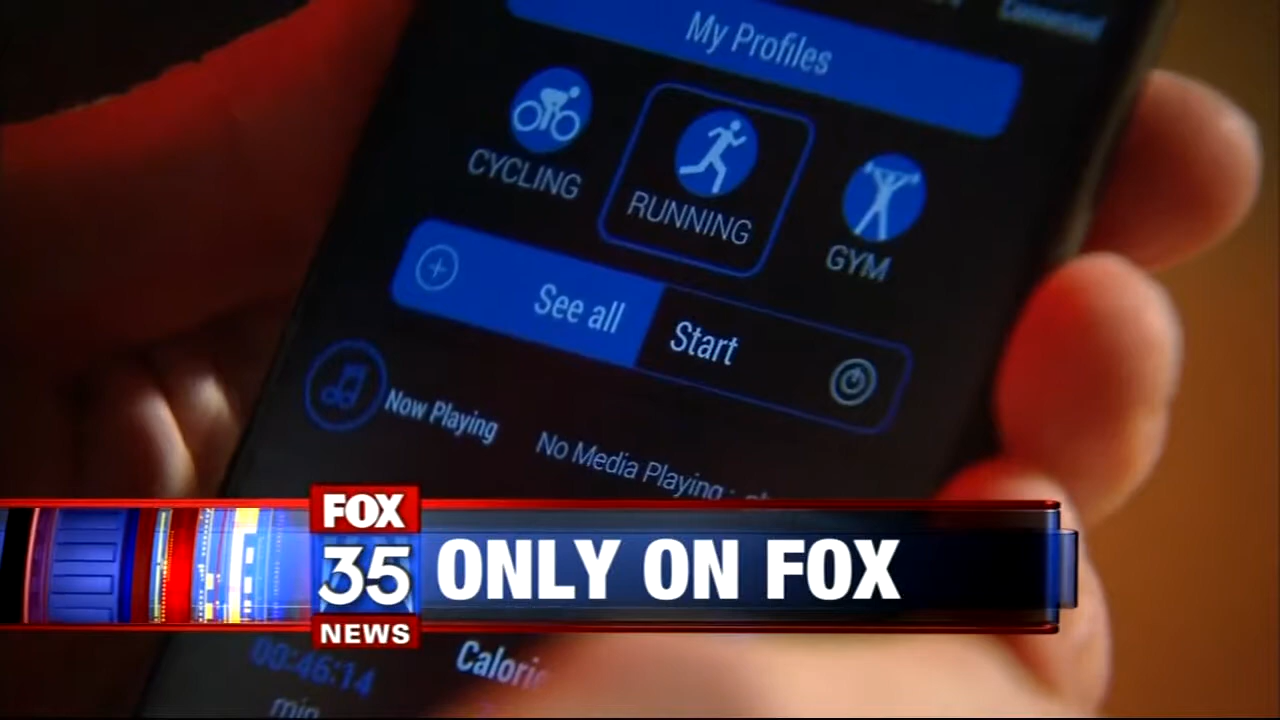 Connected
My Profiles
CYCLING
RUNNING
GYM
See all
Start
Now Playing
No Media Playing
FOX
35
NEWS
ONLY ON FOX
00:46:14
min